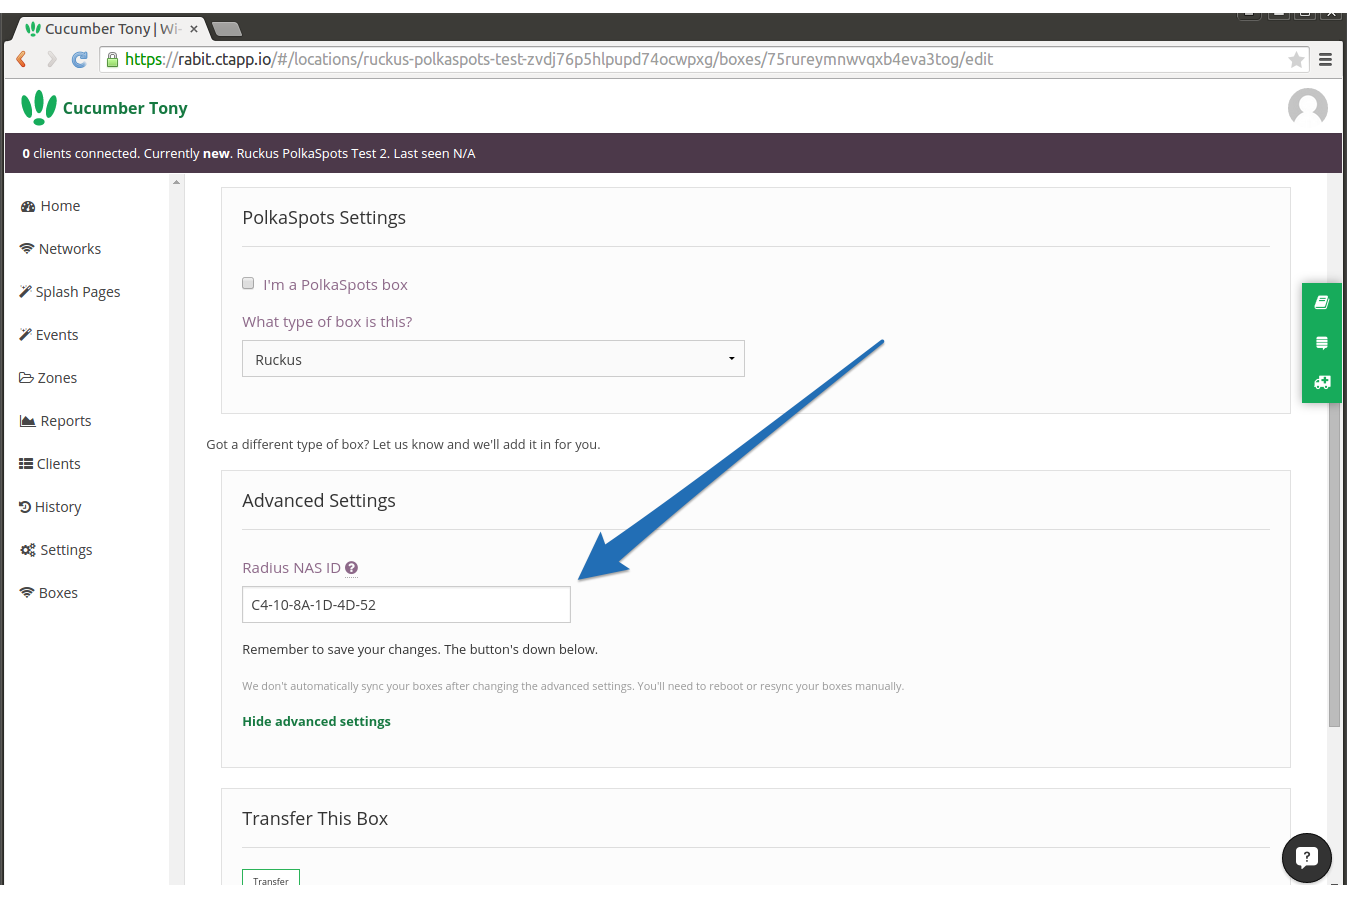 Cucumber Tony | Wi-
https://rabit.ctapp.io/#/locations/ruckus-polkaspots-test-zvdj76p5hlpupd74ocwpxg/boxes/75rureymnwvqxb4eva3tog/edit
Cucumber Tony
0 clients connected. Currently new. Ruckus PolkaSpots Test 2. Last seen N/A
Home
Networks
Splash Pages
Events
Zones
Reports
Clients
History
Settings
Boxes
PolkaSpots Settings
I'm a PolkaSpots box
What type of box is this?
Ruckus
Got a different type of box? Let us know and we'll add it in for you.
Advanced Settings
Radius NAS ID ?
C4-10-8A-1D-4D-52
Remember to save your changes. The button's down below.
We don't automatically sync your boxes after changing the advanced settings. You'll need to reboot or resync your boxes manually.
Hide advanced settings
Transfer This Box
Transfer
?